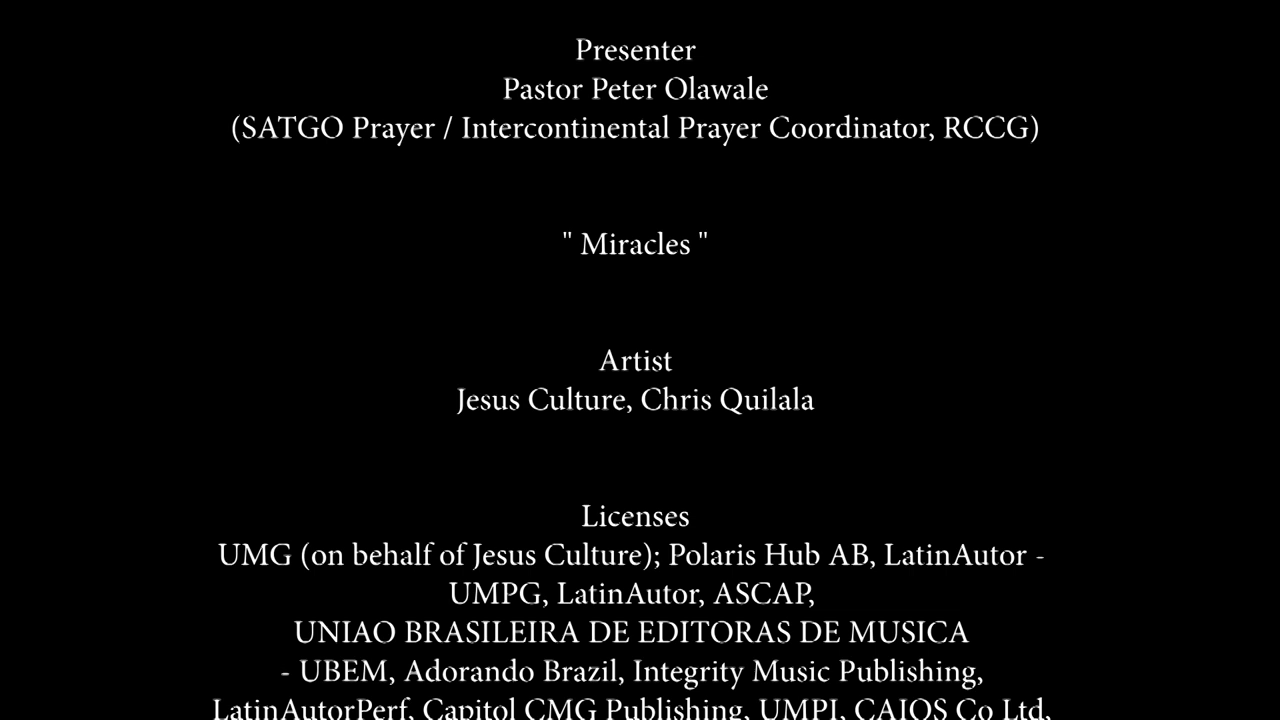 Presenter
Pastor Peter Olawale
(SATGO Prayer / Intercontinental Prayer Coordinator, RCCG)
" Miracles "
Artist
Jesus Culture, Chris Quilala
Licenses
UMG (on behalf of Jesus Culture); Polaris Hub AB, LatinAutor -
UMPG, LatinAutor, ASCAP,
UNIAO BRASILEIRA DE EDITORAS DE MUSICA
- UBEM, Adorando Brazil, Integrity Music Publishing,
LatinAutorPerf, Capitol CMG Publishing, UMPI, CAIOS Co Ltd,